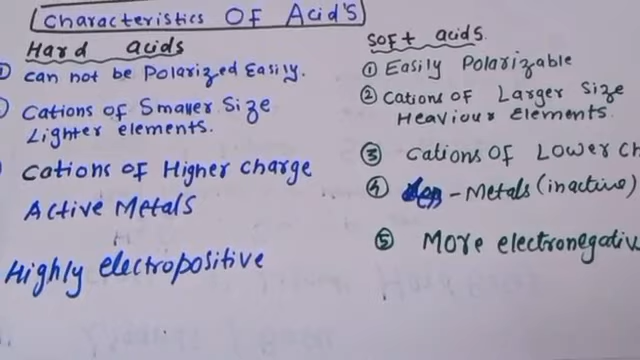 Characteristics Of Acid'S
Hard acids
can not be Polarized Easily.
Cations of Smaller Size
Lighter elements.
Cations of Higher charge
Active Metals
Highly electropositive
Soft acids.
① Easily Polarizable
② Cations of Larger Size
Heaviour Elements.
③ Cations Of Lower Ch
④ - Metals (inactive)
⑤ More electronegativ